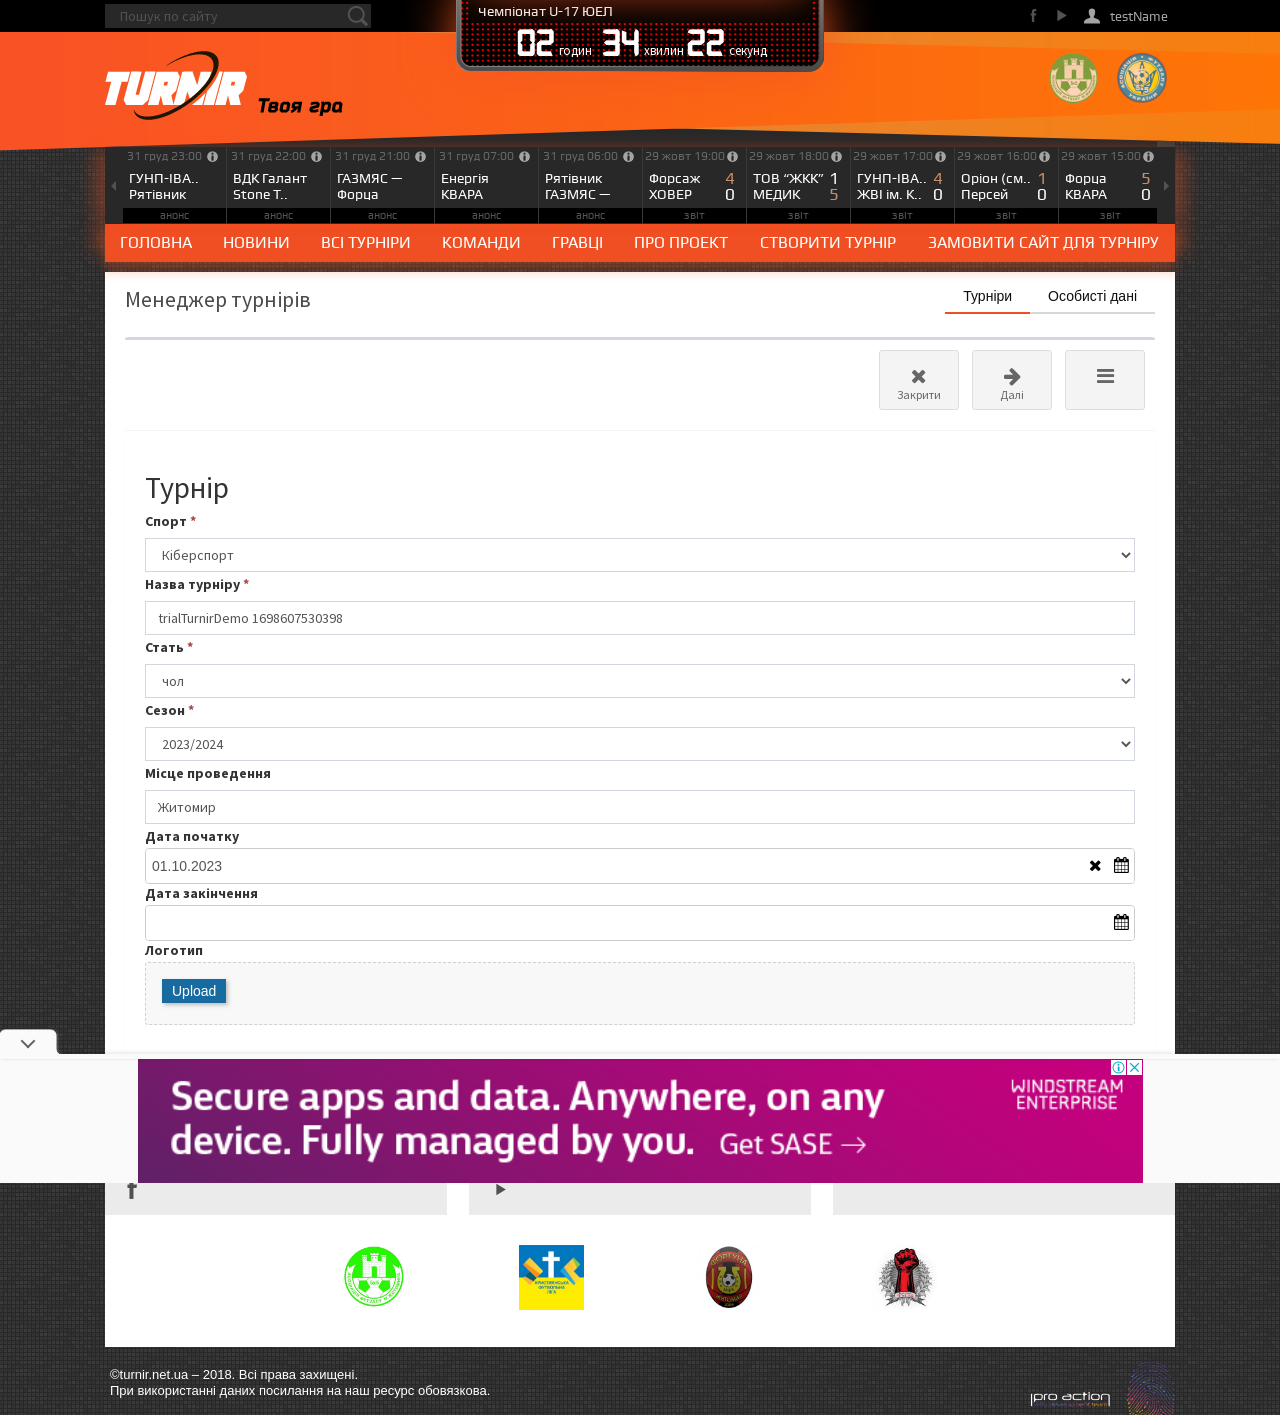 Пошук по сайту
Чемпіонат U-17 ЮЕЛ
02 годин 34 хвилин 22 секунд
testName
TURNIR Твоя гра
31 груд 23:00
ГУНП-ІВА..
Рятівник
анонс
31 груд 22:00
ВДК Галант
Stone T..
анонс
31 груд 21:00
ГАЗМЯС —
Форца
анонс
31 груд 07:00
Енергія
КВАРА
анонс
31 груд 06:00
Рятівник
ГАЗМЯС —
анонс
29 жовт 19:00
Форсаж 4
ХОВЕР 0
звіт
29 жовт 18:00
ТОВ “ЖКК” 1
МЕДИК 5
звіт
29 жовт 17:00
ГУНП-ІВА.. 4
ЖВІ ім. К.. 0
звіт
29 жовт 16:00
Оріон (см.. 1
Персей 0
звіт
29 жовт 15:00
Форца 5
КВАРА 0
звіт
ГОЛОВНА НОВИНИ ВСІ ТУРНІРИ КОМАНДИ ГРАВЦІ ПРО ПРОЕКТ СТВОРИТИ ТУРНІР ЗАМОВИТИ САЙТ ДЛЯ ТУРНІРУ
Менеджер турнірів
Турніри Особисті дані
Закрити Далі
Турнір
Спорт *
Кіберспорт
Назва турніру *
trialTurnirDemo 1698607530398
Стать *
чол
Сезон *
2023/2024
Місце проведення
Житомир
Дата початку
01.10.2023
Дата закінчення
Логотип
Upload
Secure apps and data. Anywhere, on any
device. Fully managed by you. Get SASE →
WINDSTREAM
ENTERPRISE
©turnir.net.ua – 2018. Всі права захищені.
При використанні даних посилання на наш ресурс обовязкова.
pro action